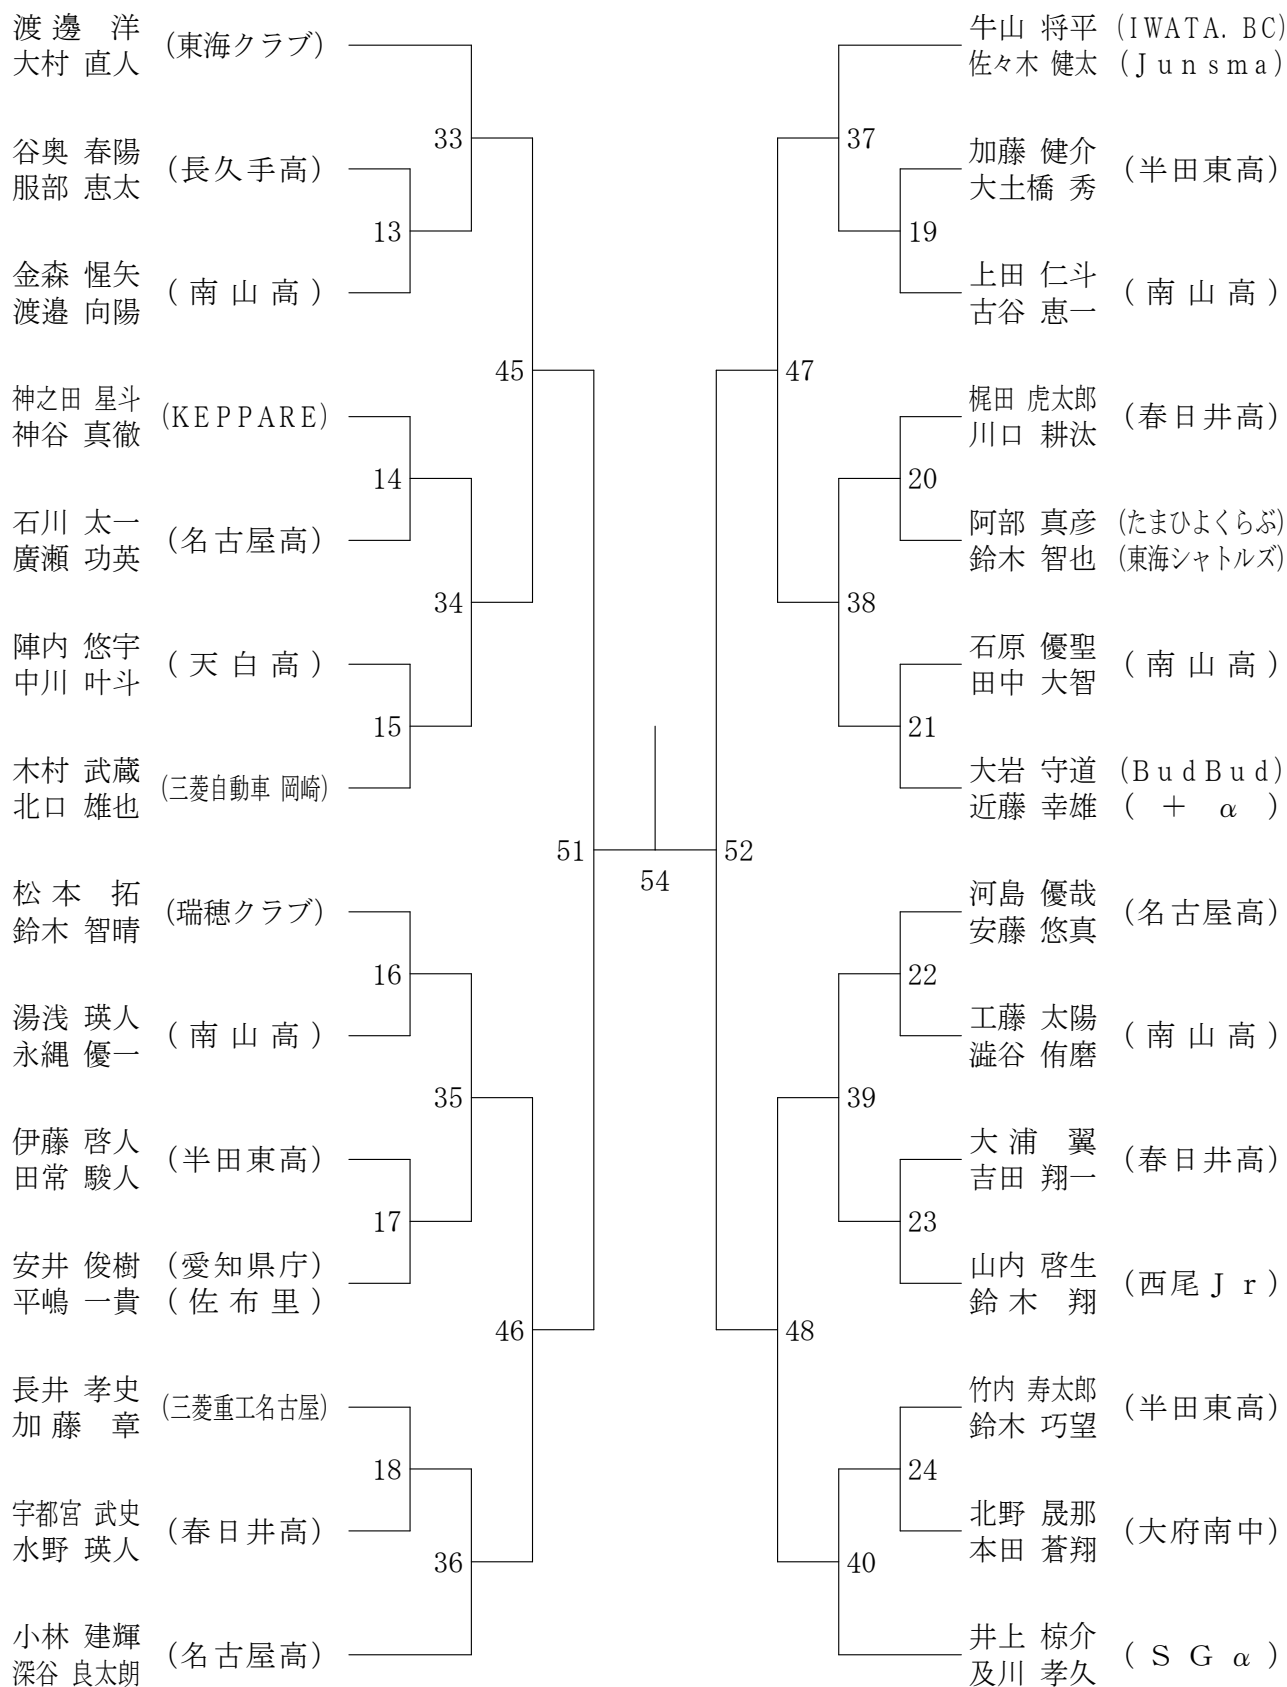 渡邊 洋 (東海クラブ)
大村 直人
33
谷奥 春陽 (長久手高)
服部 恵太
13
金森 惺矢 (南山高)
渡邉 向陽
45
神之田 星斗 (KEPPARE)
神谷 真徹
14
石川 太一 (名古屋高)
廣瀬 功英
34
陣内 悠宇 (天白高)
中川 叶斗
15
木村 武蔵 (三菱自動車 岡崎)
北口 雄也
51
松本 拓 (瑞穂クラブ)
鈴木 智晴
16
湯浅 瑛人 (南山高)
永縄 優一
35
伊藤 啓人 (半田東高)
田常 駿人
17
安井 俊樹 (愛知県庁)
平嶋 一貴 (佐布里)
46
長井 孝史 (三菱重工名古屋)
加藤 章
18
宇都宮 武史 (春日井高)
水野 瑛人
36
小林 建輝 (名古屋高)
深谷 良太朗
54
牛山 将平 (IWATA. BC)
佐々木 健太 (Junsma)
37
加藤 健介 (半田東高)
大土橋 秀
19
上田 仁斗 (南山高)
古谷 恵一
47
梶田 虎太郎 (春日井高)
川口 耕汰
20
阿部 真彦 (たまひよくらぶ)
鈴木 智也 (東海シャトルズ)
38
石原 優聖 (南山高)
田中 大智
21
大岩 守道 (BudBud)
近藤 幸雄 (+ α)
52
河島 優哉 (名古屋高)
安藤 悠真
22
工藤 太陽 (南山高)
澁谷 侑磨
39
大浦 翼 (春日井高)
吉田 翔一
23
山内 啓生 (西尾Jr)
鈴木 翔
48
竹内 寿太郎 (半田東高)
鈴木 巧望
24
北野 晟那 (大府南中)
本田 蒼翔
40
井上 椋介 (SGα)
及川 孝久